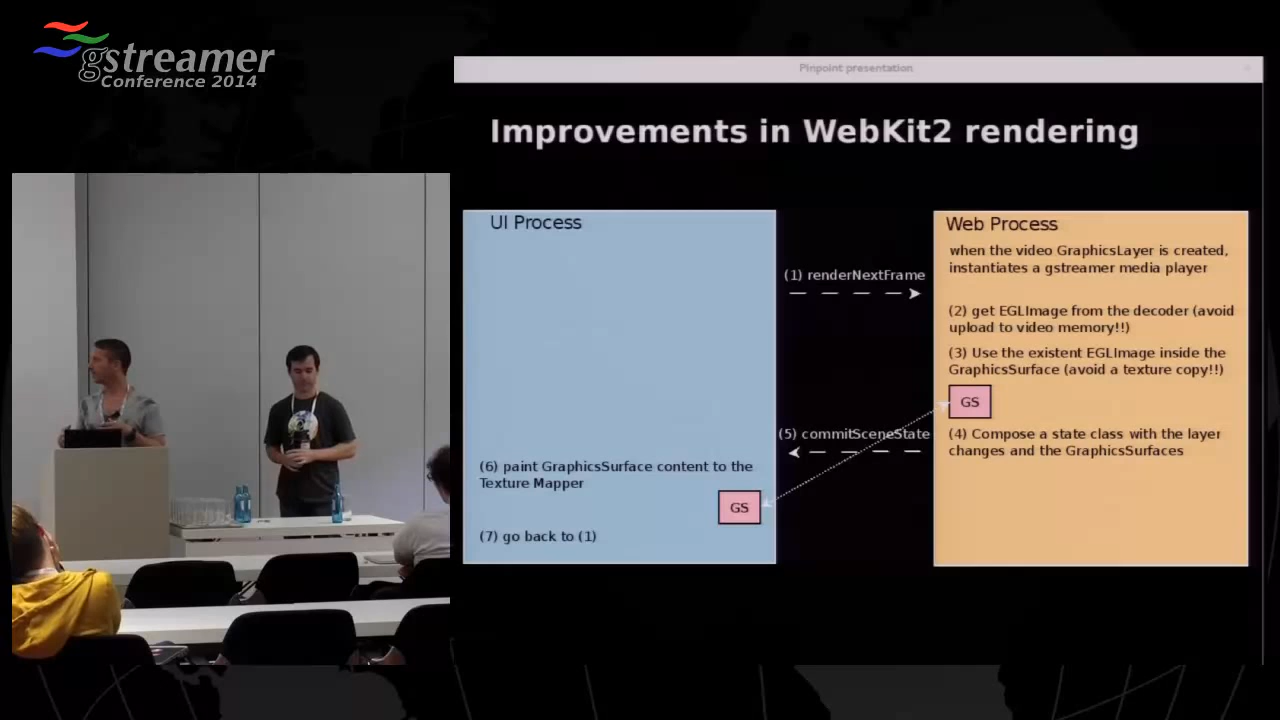 gstreamer
Conference 2014
Pinpoint presentation
Improvements in WebKit2 rendering
UI Process
(6) paint GraphicsSurface content to the
Texture Mapper
GS
(7) go back to (1)
(1) renderNextFrame
(5) commitSceneState
Web Process
when the video GraphicsLayer is created,
instantiates a gstreamer media player
(2) get EGLImage from the decoder (avoid
upload to video memory!!)
(3) Use the existent EGLImage inside the
GraphicsSurface (avoid a texture copy!!)
GS
(4) Compose a state class with the layer
changes and the GraphicsSurfaces